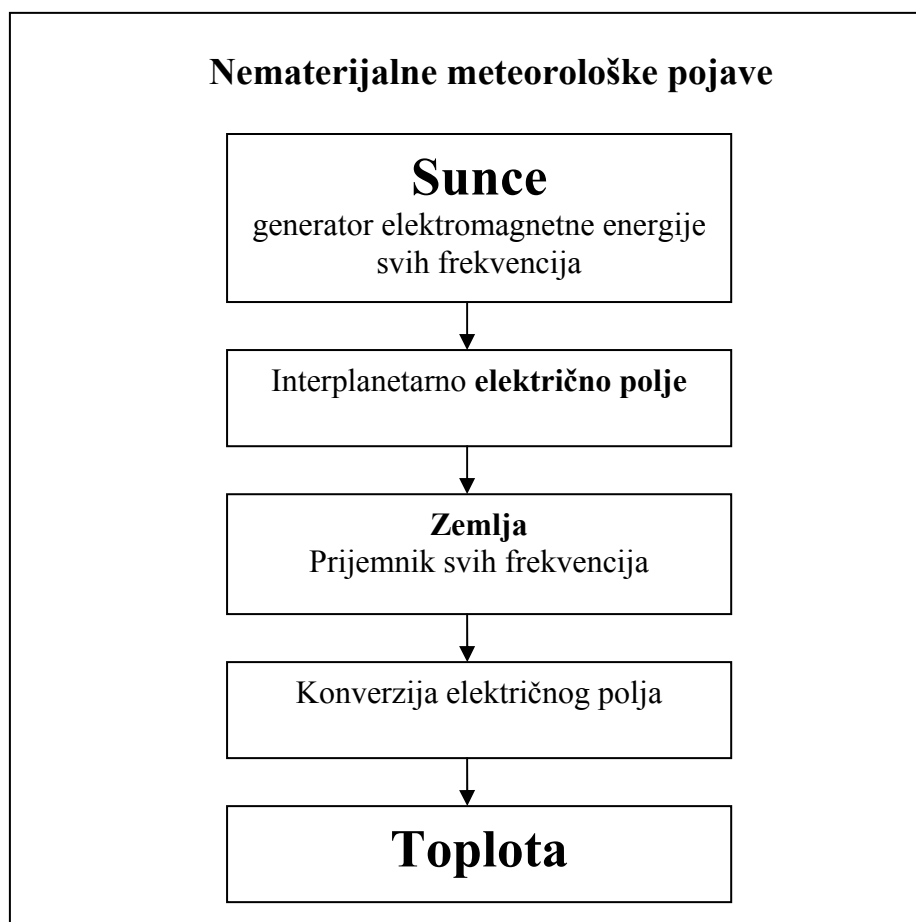 Nematerijalne meteorološke pojave
Sunce
generator elektromagnetne energije
svih frekvencija
Interplanetarno električno polje
Zemlja
Prijemnik svih frekvencija
Konverzija električnog polja
Toplota